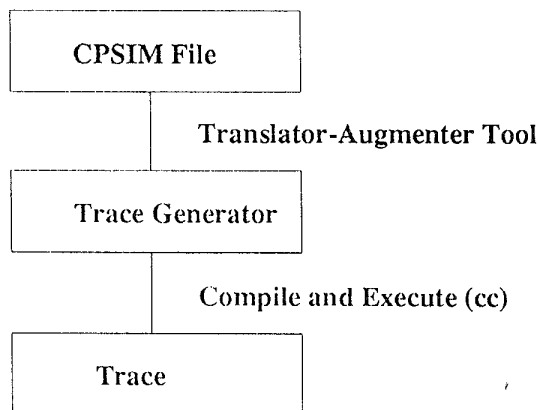 CPSIM File
Translator-Augmenter Tool
Trace Generator
Compile and Execute (cc)
Trace